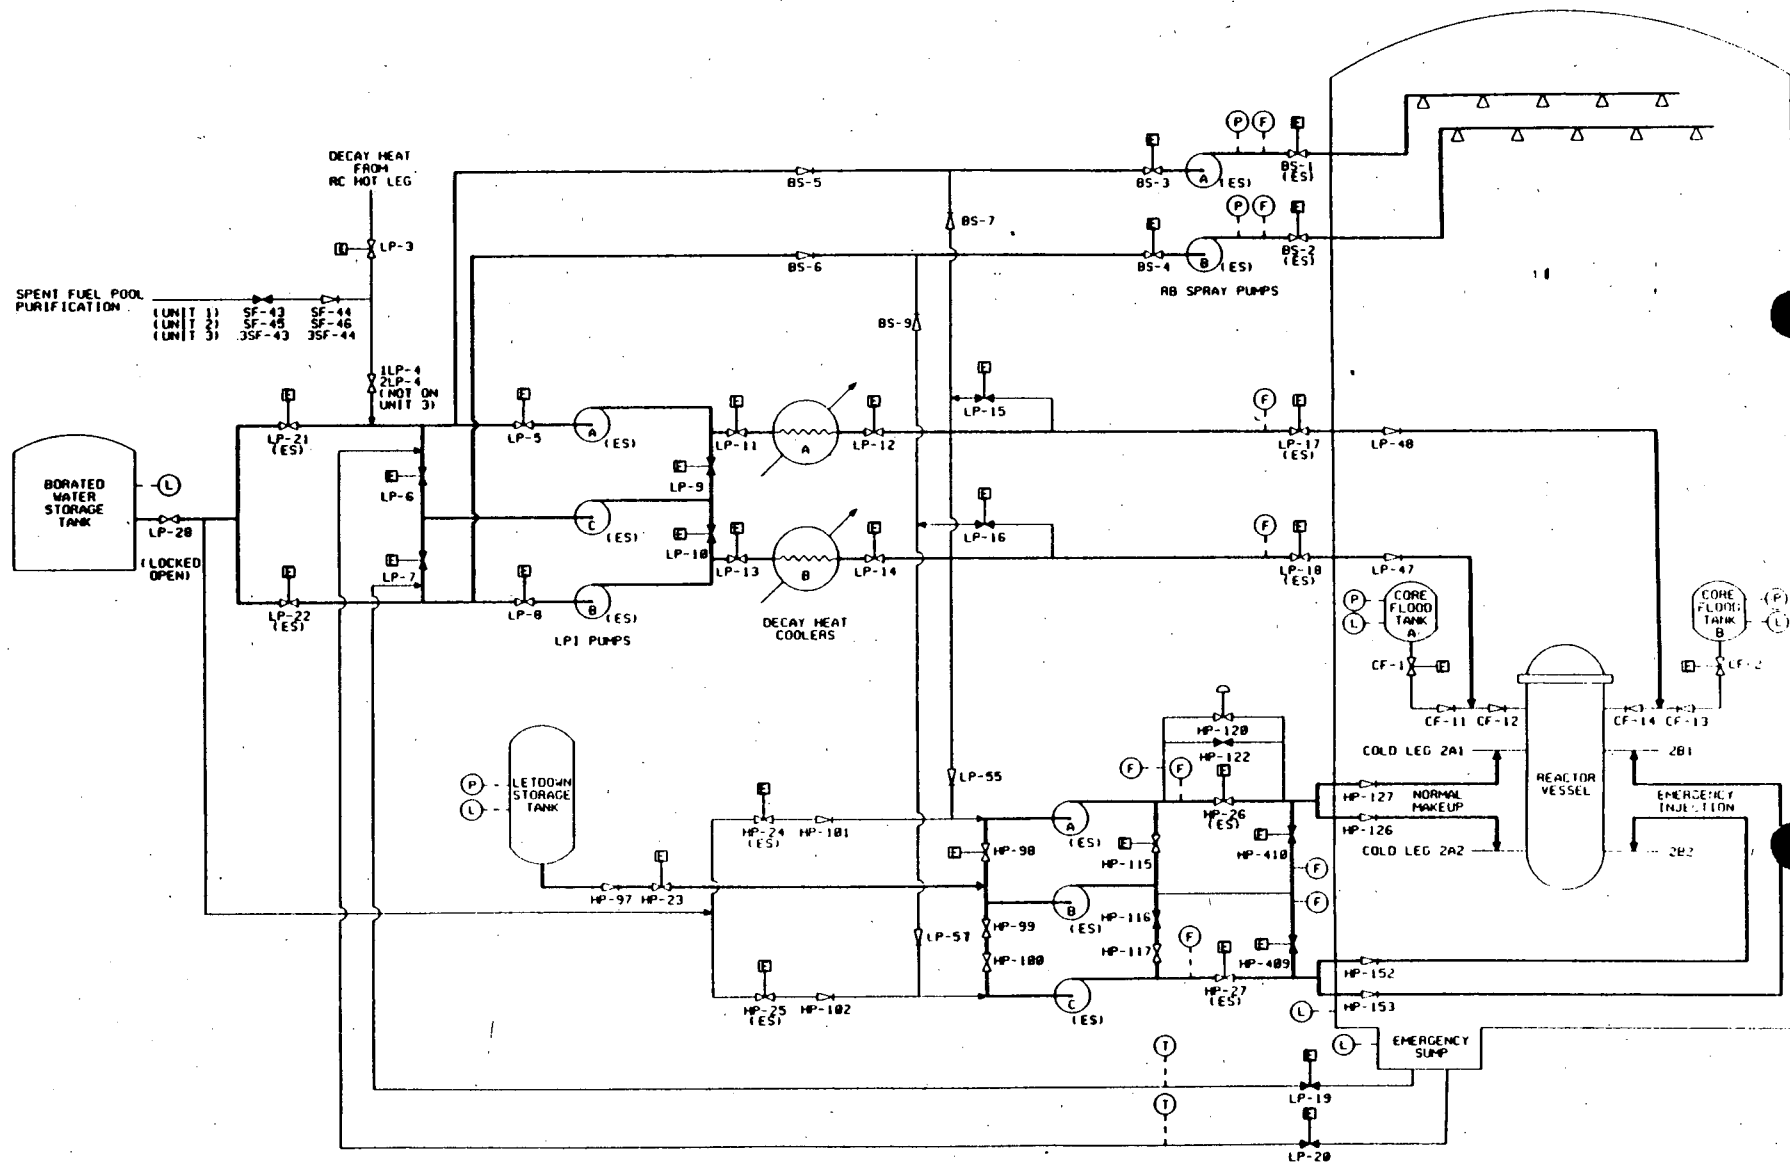 DECAY HEAT
FROM
RC HOT LEG
E
LP-3
SPENT FUEL POOL
PURIFICATION
(UNIT 1) SF-43 SF-44
(UNIT 2) SF-45 SF-46
(UNIT 3) 3SF-43 3SF-44
1LP-4
2LP-4
(NOT ON
UNIT 3)
BS-5
BS-7
E
BS-3
A
(ES)
P
F
E
BS-1
(ES)
BS-6
BS-9
E
BS-4
B
(ES)
P
F
E
BS-2
(ES)
RB SPRAY PUMPS
BORATED
WATER
STORAGE
TANK
L
LP-28
(LOCKED
OPEN)
E
LP-21
(ES)
E
LP-6
E
LP-7
E
LP-22
(ES)
E
LP-5
E
LP-8
A
(ES)
C
(ES)
B
(ES)
LPI PUMPS
E
LP-9
E
LP-10
E
LP-11
A
E
LP-12
E
LP-13
B
E
LP-14
DECAY HEAT
COOLERS
E
LP-15
E
LP-16
F
E
LP-17
(ES)
LP-48
F
E
LP-18
(ES)
LP-47
P
L
CORE
FLOOD
TANK
A
CF-1
E
CF-11
CF-12
CORE
FLOOD
TANK
B
P
L
E
CF-2
CF-14
CF-13
COLD LEG 2A1
2B1
REACTOR
VESSEL
HP-127
NORMAL
MAKEUP
HP-126
EMERGENCY
INJECTION
COLD LEG 2A2
2B2
P
L
LETDOWN
STORAGE
TANK
HP-97
E
HP-23
E
HP-24
(ES)
HP-101
LP-55
E
HP-25
(ES)
HP-102
LP-57
E
HP-98
HP-99
HP-100
A
(ES)
B
(ES)
C
(ES)
HP-120
HP-122
F
F
E
HP-26
(ES)
E
HP-115
HP-116
HP-117
E
HP-410
F
F
F
E
HP-27
(ES)
E
HP-409
HP-152
HP-153
L
L
EMERGENCY
SUMP
T
E
LP-19
T
E
LP-20